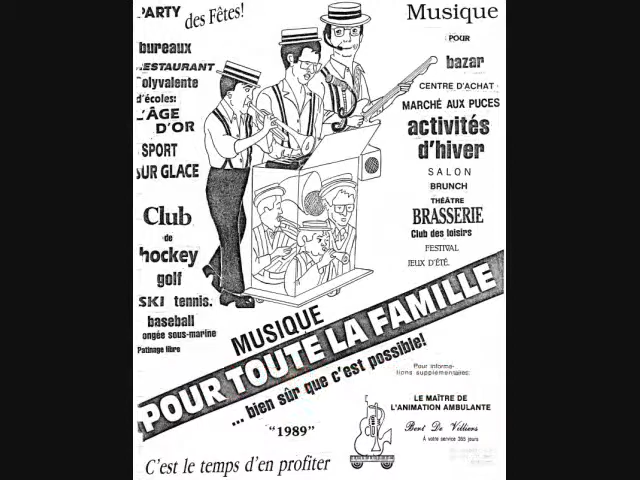 PARTY des Fêtes!
bureaux
RESTAURANT
olyvalente
d'écoles:
L'ÂGE
D'OR
SPORT
SUR GLACE
Club
de
hockey
golf
SKI tennis.
baseball
ongée sous-marine
Patinage libre
Musique
POUR
bazar
CENTRE D'ACHAT
MARCHÉ AUX PUCES
activités
d'hiver
SALON
BRUNCH
THÉÂTRE
BRASSERIE
Club des loisirs
FESTIVAL
JEUX D'ÉTÉ.
MUSIQUE
POUR TOUTE LA FAMILLE
... bien sûr que c'est possible!
"1989"
C'est le temps d'en profiter
Pour informa-
tions supplémentaires:
LE MAÎTRE DE
L'ANIMATION AMBULANTE
Bert De Villiers
À votre service 365 jours